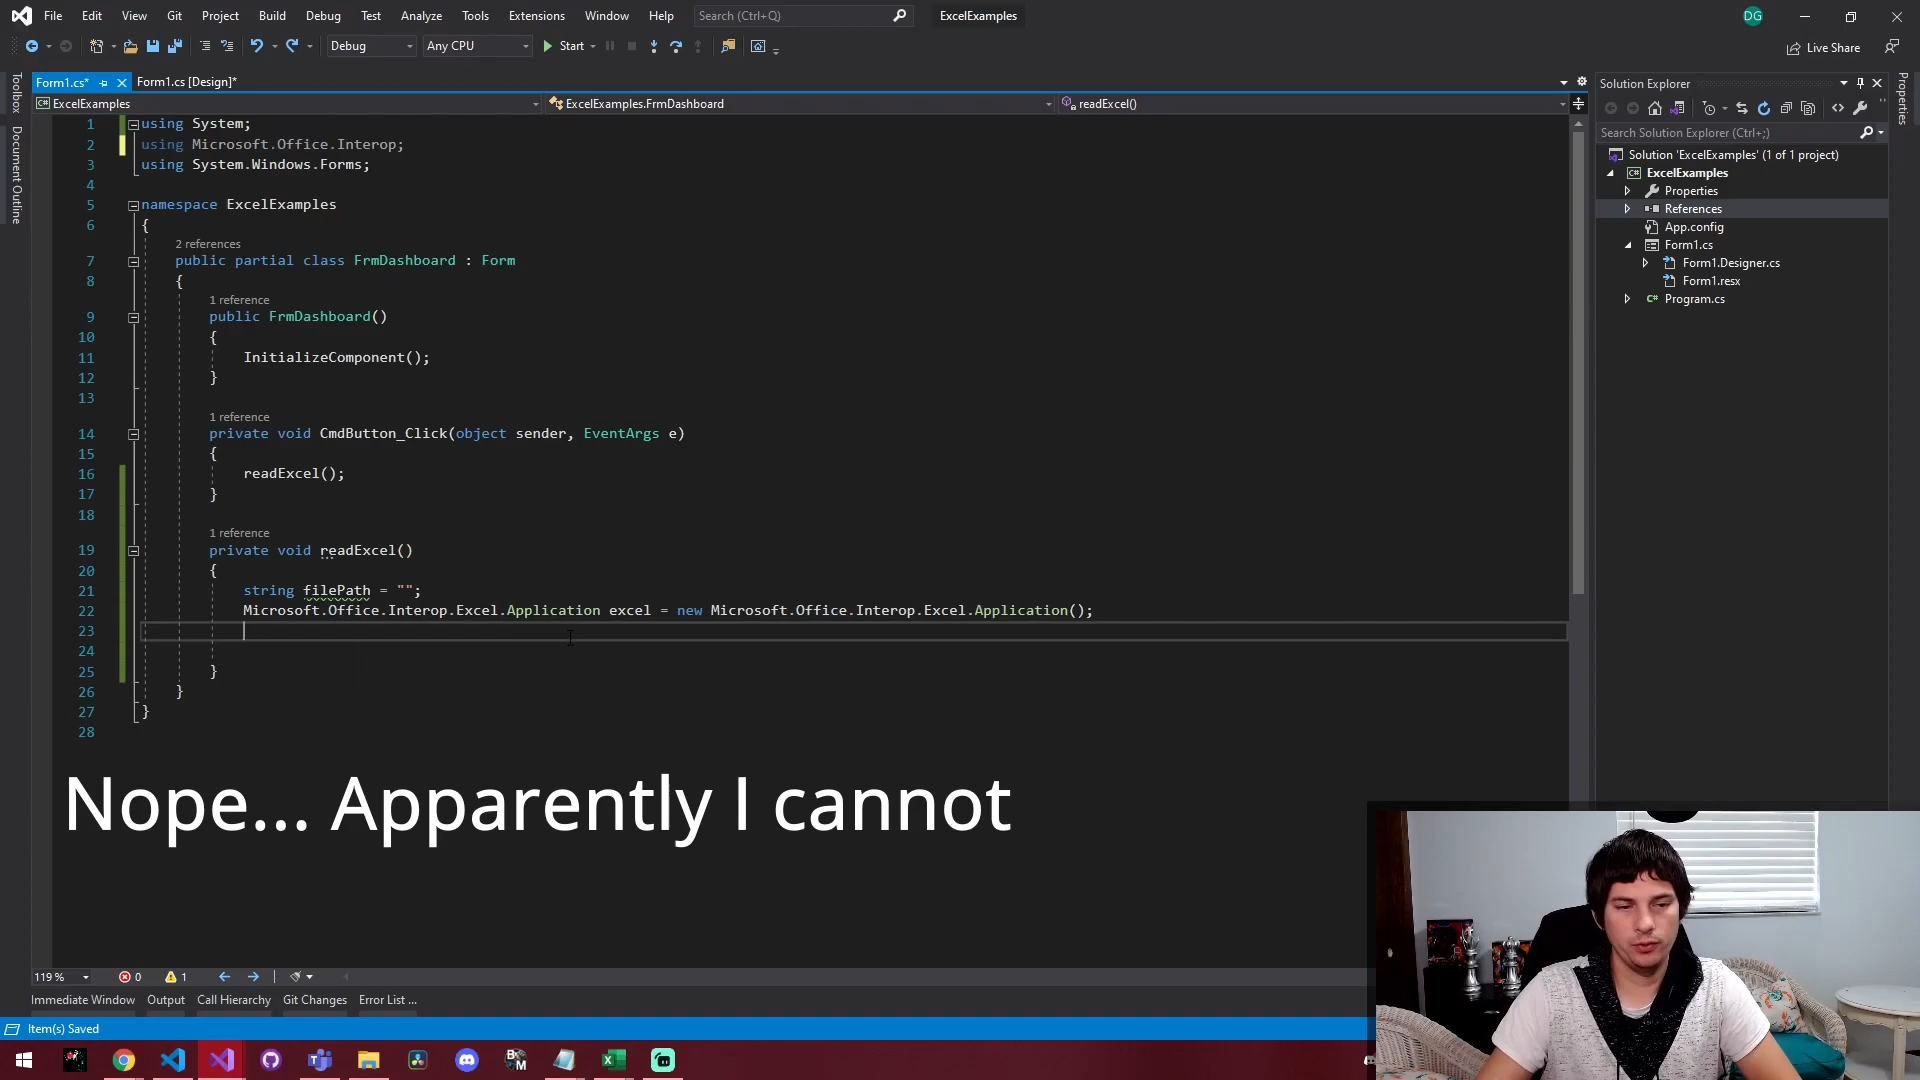 File Edit View Git Project Build Debug Test Analyze Tools Extensions Window Help Search (Ctrl+Q) ExcelExamples DG
Debug Any CPU Start Live Share
Form1.cs* Form1.cs [Design]*
ExcelExamples ExcelExamples.FrmDashboard readExcel()
Toolbox
Document Outline
1 using System;
2 using Microsoft.Office.Interop;
3 using System.Windows.Forms;
4
5 namespace ExcelExamples
6 {
2 references
7 public partial class FrmDashboard : Form
8 {
1 reference
9 public FrmDashboard()
10 {
11 InitializeComponent();
12 }
13
1 reference
14 private void CmdButton_Click(object sender, EventArgs e)
15 {
16 readExcel();
17 }
18
1 reference
19 private void readExcel()
20 {
21 string filePath = "";
22 Microsoft.Office.Interop.Excel.Application excel = new Microsoft.Office.Interop.Excel.Application();
23
24
25 }
26 }
27 }
28
Nope... Apparently I cannot
119 % 0 1
Immediate Window Output Call Hierarchy Git Changes Error List ...
Item(s) Saved
Solution Explorer
Search Solution Explorer (Ctrl+;)
Solution 'ExcelExamples' (1 of 1 project)
C# ExcelExamples
Properties
References
App.config
Form1.cs
Form1.Designer.cs
Form1.resx
C# Program.cs
Properties